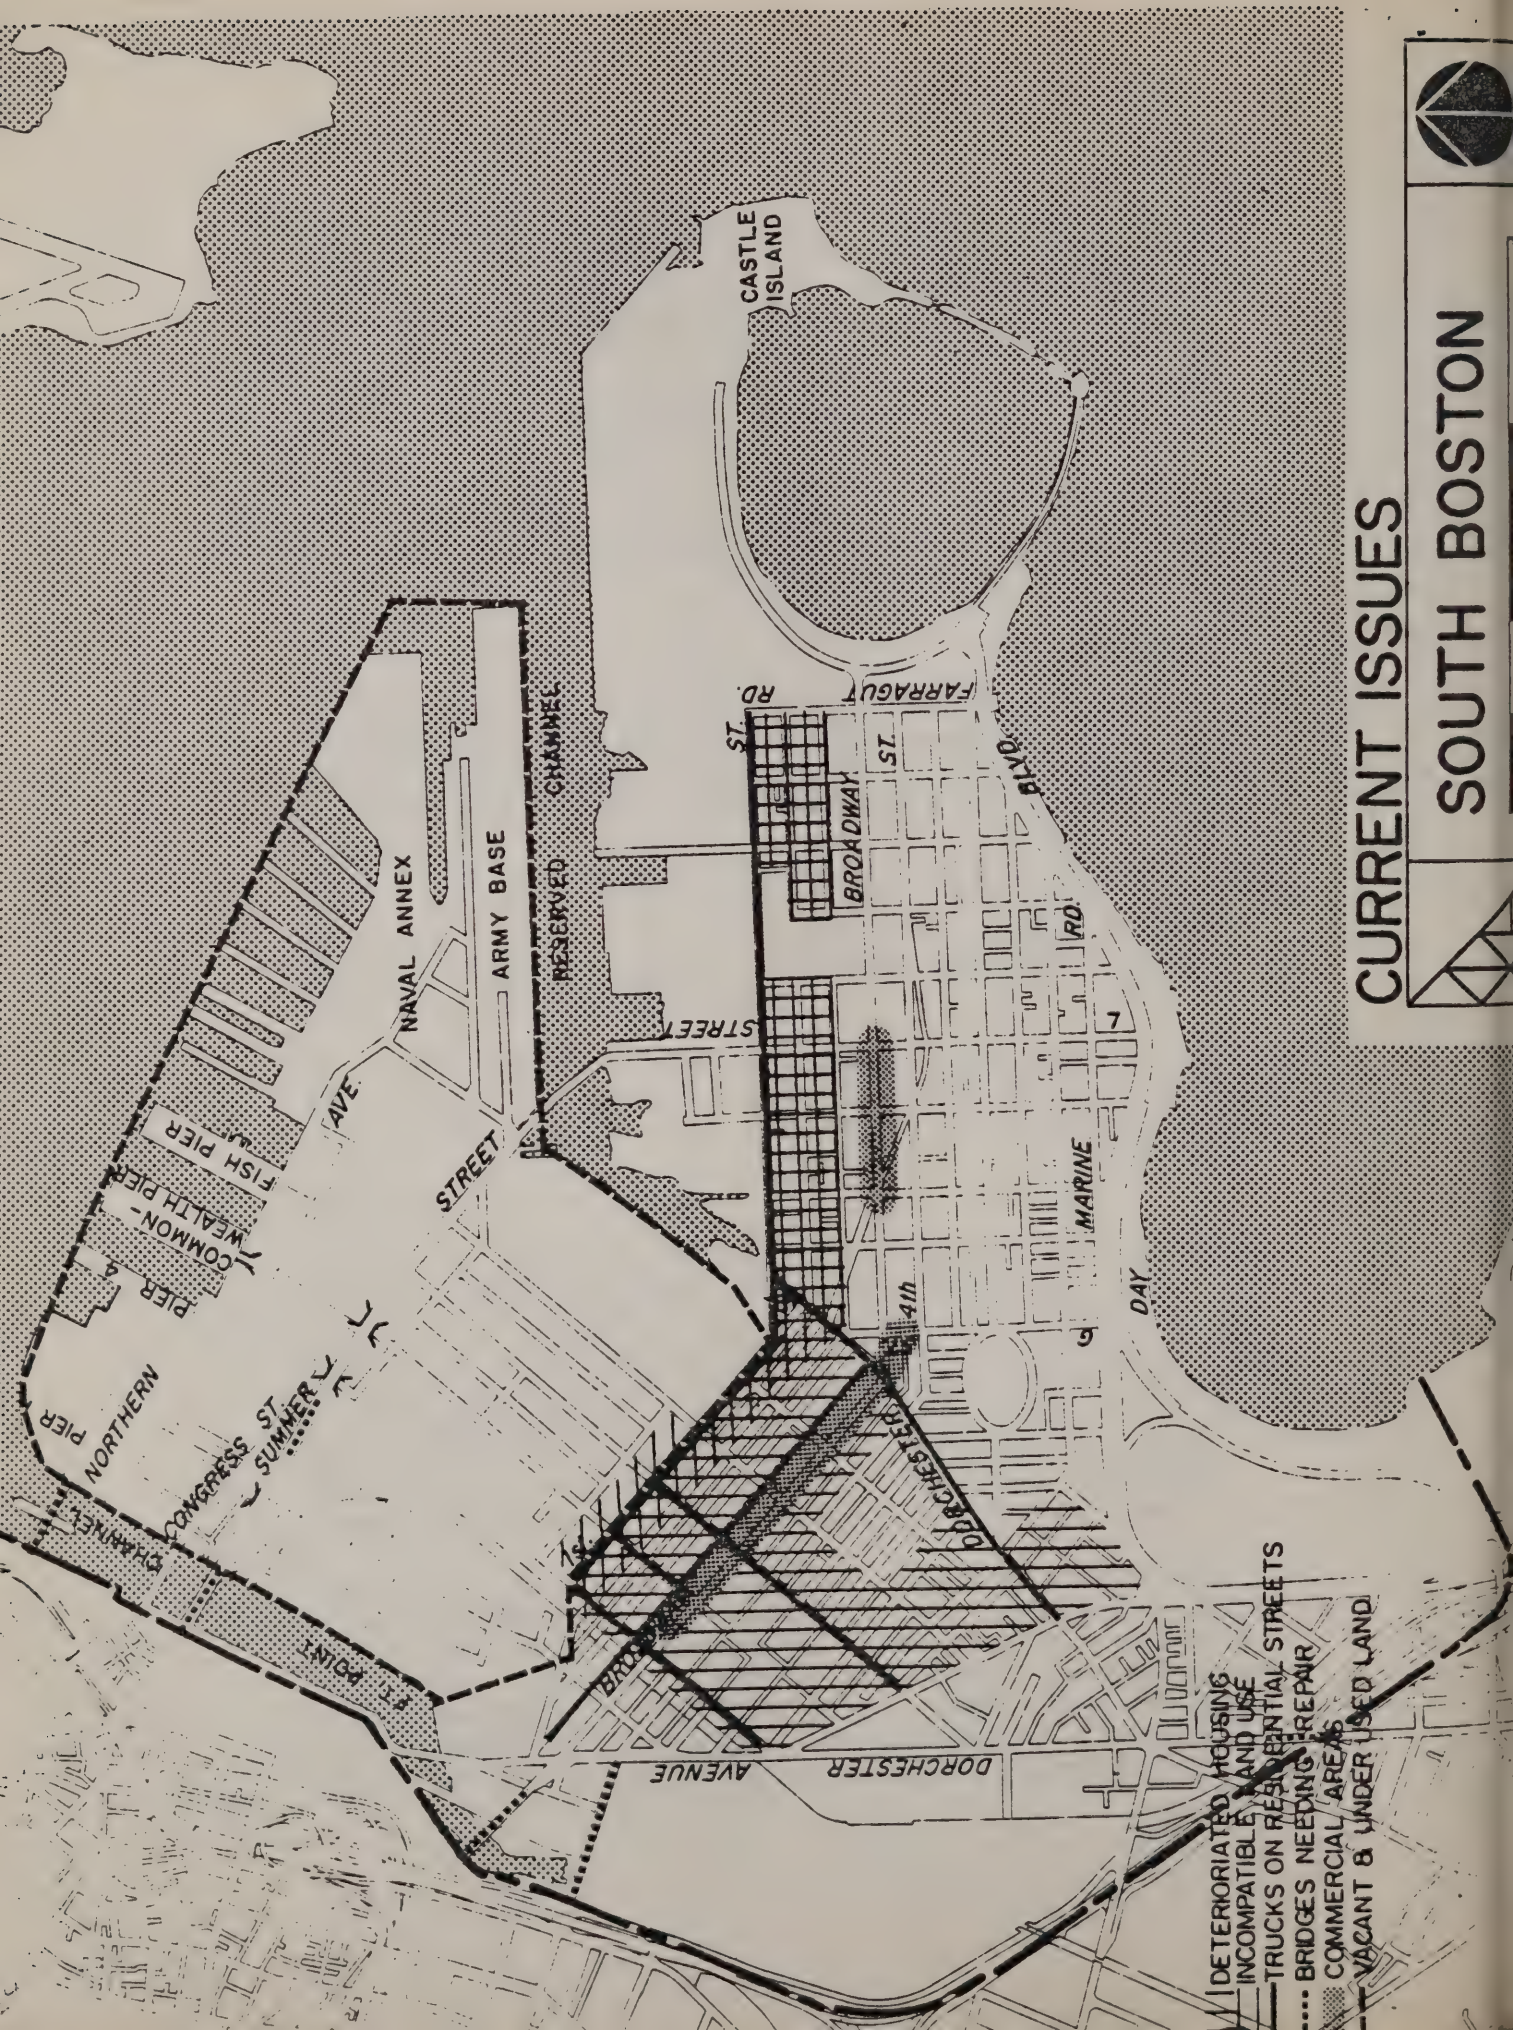 CURRENT ISSUES
SOUTH BOSTON
CASTLE
ISLAND
NAVAL ANNEX
ARMY BASE
RESERVED CHANNEL
FISH PIER
COMMON-
WEALTH PIER
PIER 4
PIER
NORTHERN
AVE
CONGRESS ST
SUMMER
STREET
STREET
FT. POINT
CHANNEL
ST.
FARRAGUT
RD.
BROADWAY
ST.
BLVD.
RD.
7
MARINE
4th
9
DAY
DORCHESTER
DORCHESTER
AVENUE
DETERIORATED HOUSING
INCOMPATIBLE LAND USE
TRUCKS ON RESIDENTIAL STREETS
BRIDGES NEEDING REPAIR
COMMERCIAL AREAS
VACANT & UNDER USED LAND